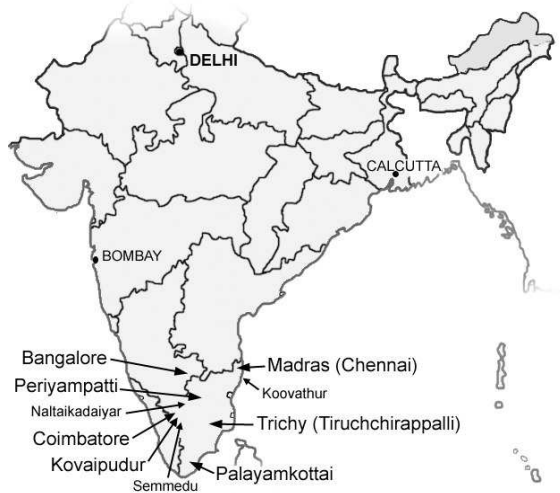 DELHI
CALCUTTA
BOMBAY
Bangalore
Madras (Chennai)
Periyampatti
Koovathur
Naltaikadaiyar
Trichy (Tiruchchirappalli)
Coimbatore
Kovaipudur
Palayamkottai
Semmedu